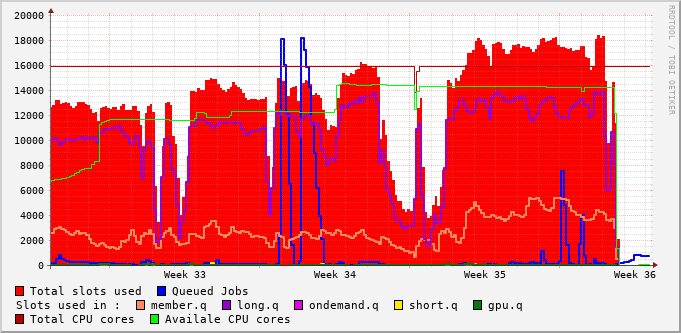 RRDTOOL / TOBI OETIKER
20000
18000
16000
14000
12000
10000
8000
6000
4000
2000
0
Week 33 Week 34 Week 35 Week 36
Total slots used Queued Jobs
Slots used in : member.q long.q ondemand.q short.q gpu.q
Total CPU cores Availale CPU cores